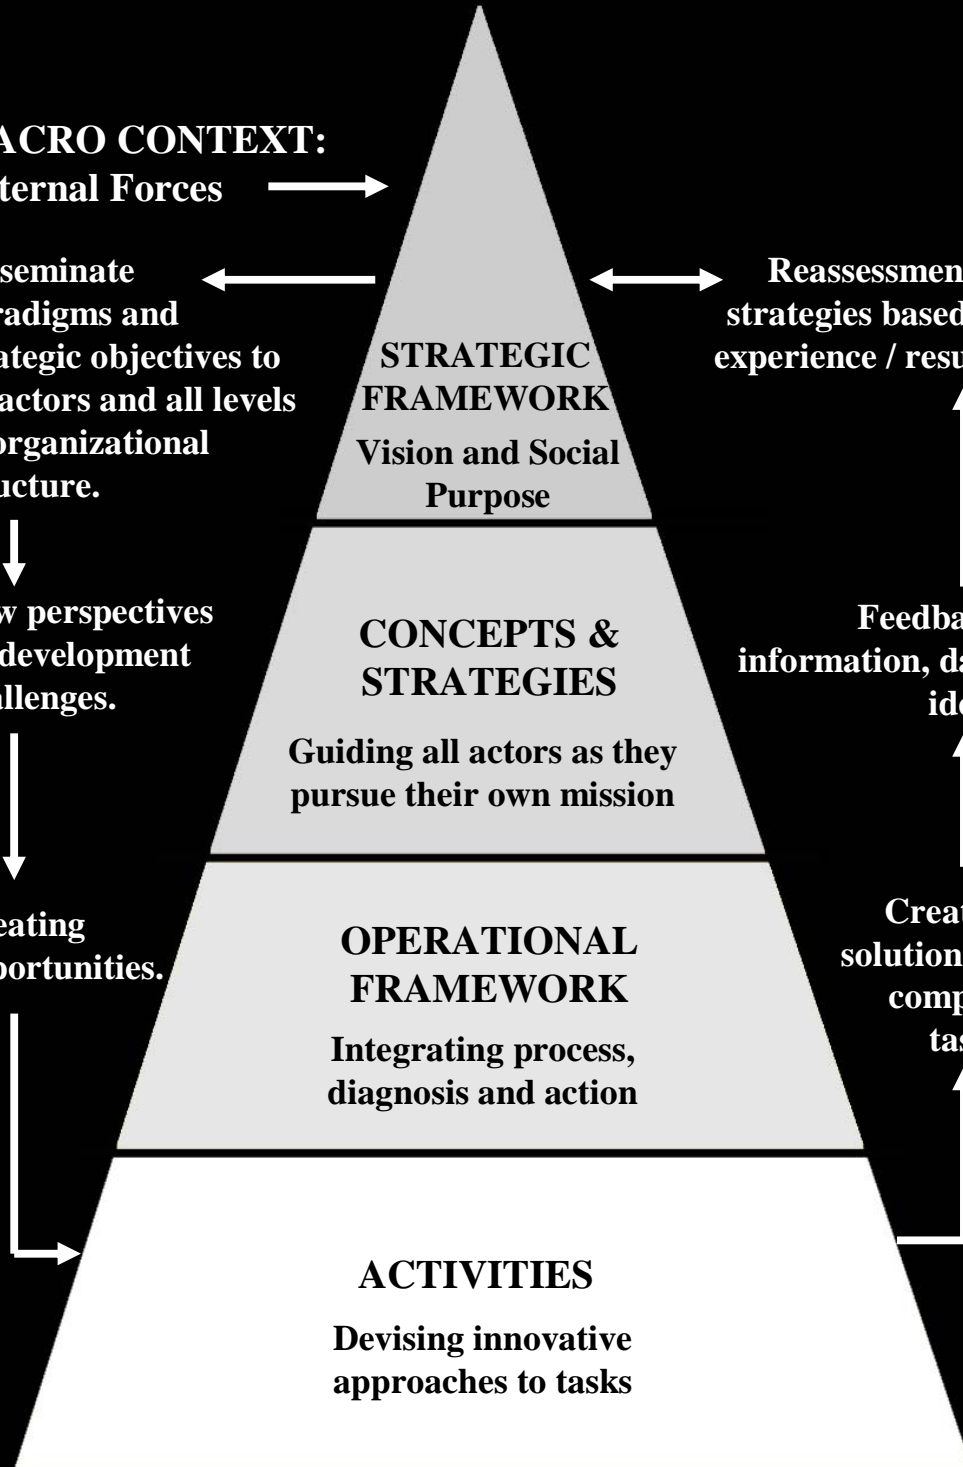 ACRO CONTEXT:
ternal Forces
seminate
radigms and
ategic objectives to
actors and all levels
organizational
ucture.
w perspectives
development
allenges.
eating
portunities.
STRATEGIC
FRAMEWORK
Vision and Social
Purpose
CONCEPTS &
STRATEGIES
Guiding all actors as they
pursue their own mission
OPERATIONAL
FRAMEWORK
Integrating process,
diagnosis and action
ACTIVITIES
Devising innovative
approaches to tasks
Reassessmen
strategies based
experience / resu
Feedba
information, da
ide
Creat
solution
comp
tas